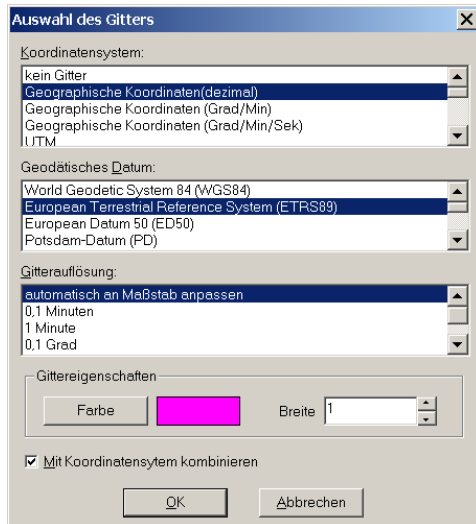 Auswahl des Gitters
Koordinatensystem:
kein Gitter
Geographische Koordinaten(dezimal)
Geographische Koordinaten (Grad/Min)
Geographische Koordinaten (Grad/Min/Sek)
UTM
Geodätisches Datum:
World Geodetic System 84 (WGS84)
European Terrestrial Reference System (ETRS89)
European Datum 50 (ED50)
Potsdam-Datum (PD)
Gitterauflösung:
automatisch an Maßstab anpassen
0,1 Minuten
1 Minute
0,1 Grad
Gittereigenschaften
Farbe
Breite 1
Mit Koordinatensytem kombinieren
OK
Abbrechen